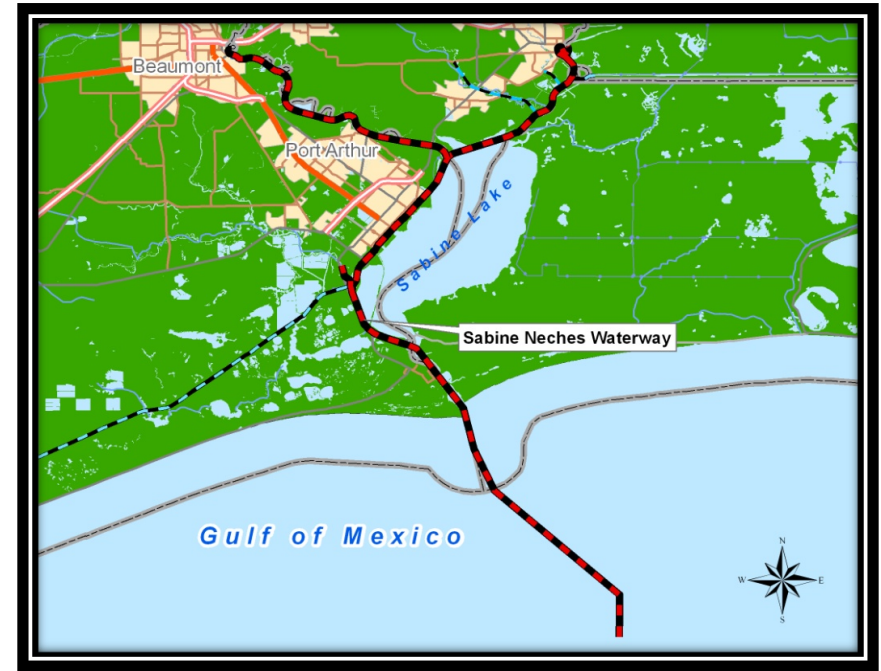 Beaumont
Port Arthur
Sabine Lake
Sabine Neches Waterway
Gulf of Mexico
N
W E
S